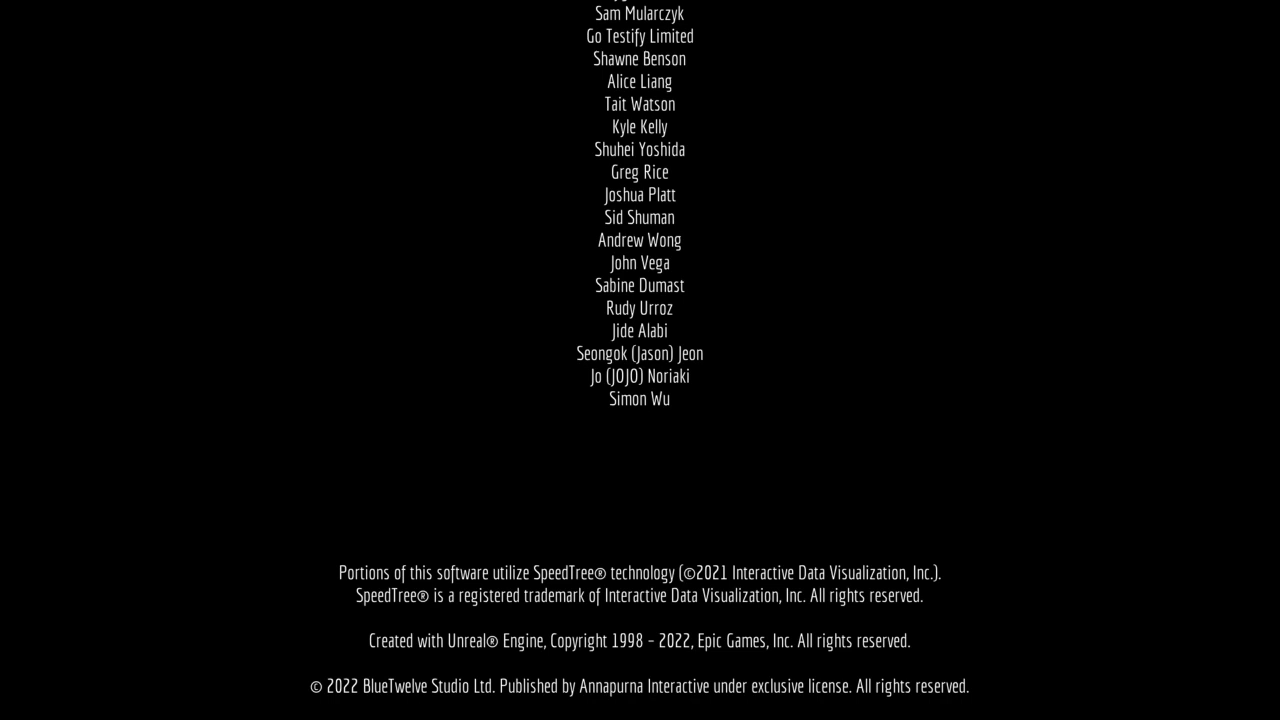 Sam Mularczyk
Go Testify Limited
Shawne Benson
Alice Liang
Tait Watson
Kyle Kelly
Shuhei Yoshida
Greg Rice
Joshua Platt
Sid Shuman
Andrew Wong
John Vega
Sabine Dumast
Rudy Urroz
Jide Alabi
Seongok (Jason) Jeon
Jo (JOJO) Noriaki
Simon Wu
Portions of this software utilize SpeedTree® technology (©2021 Interactive Data Visualization, Inc.).
SpeedTree® is a registered trademark of Interactive Data Visualization, Inc. All rights reserved.
Created with Unreal® Engine, Copyright 1998 – 2022, Epic Games, Inc. All rights reserved.
© 2022 BlueTwelve Studio Ltd. Published by Annapurna Interactive under exclusive license. All rights reserved.